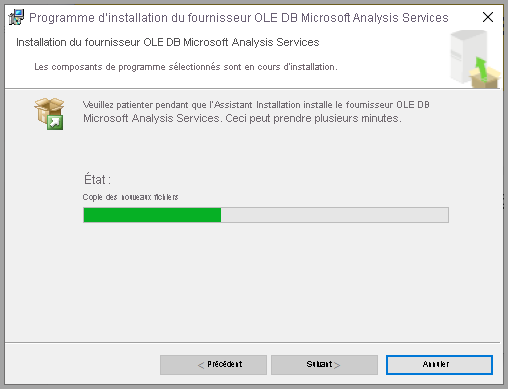 Programme d'installation du fournisseur OLE DB Microsoft Analysis Services
Installation du fournisseur OLE DB Microsoft Analysis Services
Les composants de programme sélectionnés sont en cours d'installation.
Veuillez patienter pendant que l'Assistant Installation installe le fournisseur OLE DB
Microsoft Analysis Services. Ceci peut prendre plusieurs minutes.
État :
Copie des nouveaux fichiers
< Précédent
Suivant >
Annuler